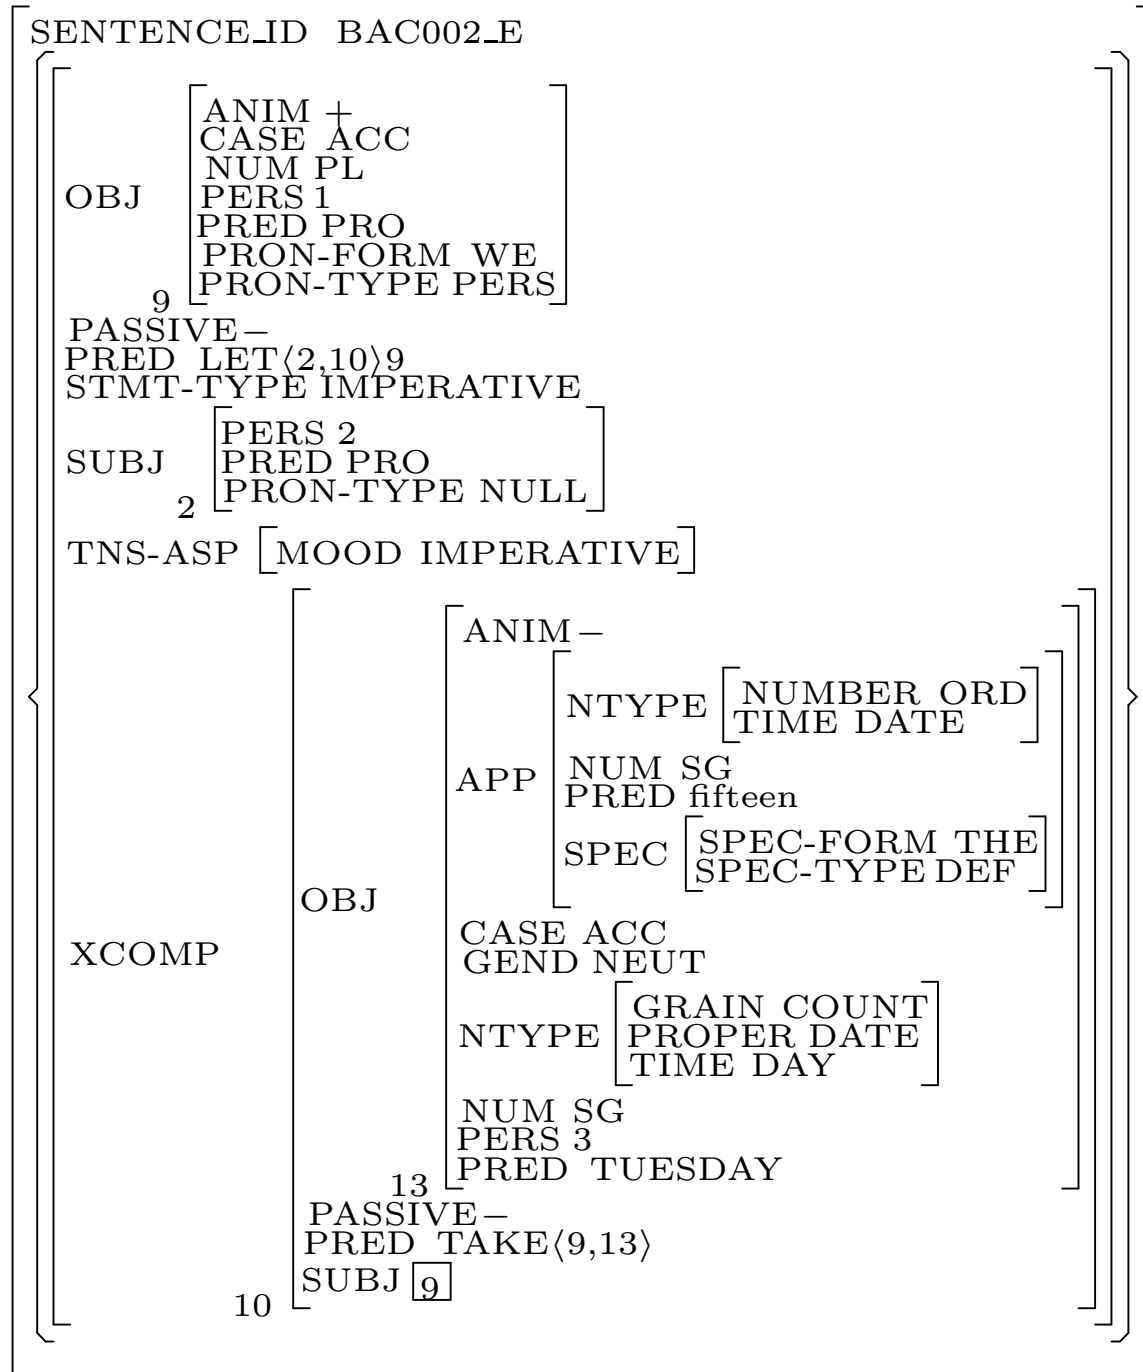 SENTENCE_ID BAC002_E
ANIM +
CASE ACC
NUM PL
OBJ PERS 1
PRED PRO
PRON-FORM WE
9 PRON-TYPE PERS
PASSIVE −
PRED LET⟨2,10⟩9
STMT-TYPE IMPERATIVE
PERS 2
SUBJ PRED PRO
2 PRON-TYPE NULL
TNS-ASP MOOD IMPERATIVE
ANIM −
NTYPE NUMBER ORD
TIME DATE
APP NUM SG
PRED fifteen
SPEC SPEC-FORM THE
SPEC-TYPE DEF
OBJ
CASE ACC
XCOMP GEND NEUT
GRAIN COUNT
NTYPE PROPER DATE
TIME DAY
NUM SG
PERS 3
13 PRED TUESDAY
PASSIVE −
PRED TAKE⟨9,13⟩
SUBJ 9
10